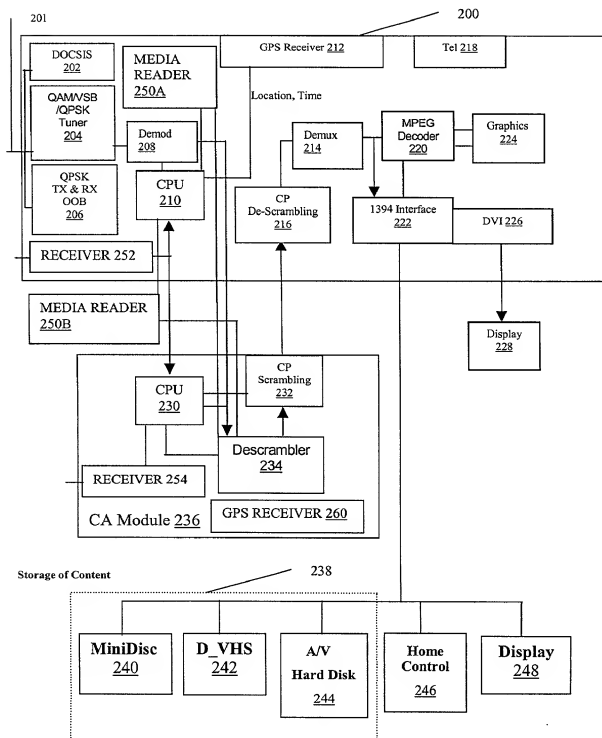 201
200
DOCSIS
202
MEDIA
READER
250A
GPS Receiver 212
Tel 218
Location, Time
QAM/VSB
/QPSK
Tuner
204
Demod
208
Demux
214
MPEG
Decoder
220
Graphics
224
QPSK
TX & RX
OOB
206
CPU
210
CP
De-Scrambling
216
1394 Interface
222
DVI 226
RECEIVER 252
MEDIA READER
250B
Display
228
CPU
230
CP
Scrambling
232
Descrambler
234
RECEIVER 254
CA Module 236
GPS RECEIVER 260
Storage of Content
238
MiniDisc
240
D_VHS
242
A/V
Hard Disk
244
Home
Control
246
Display
248